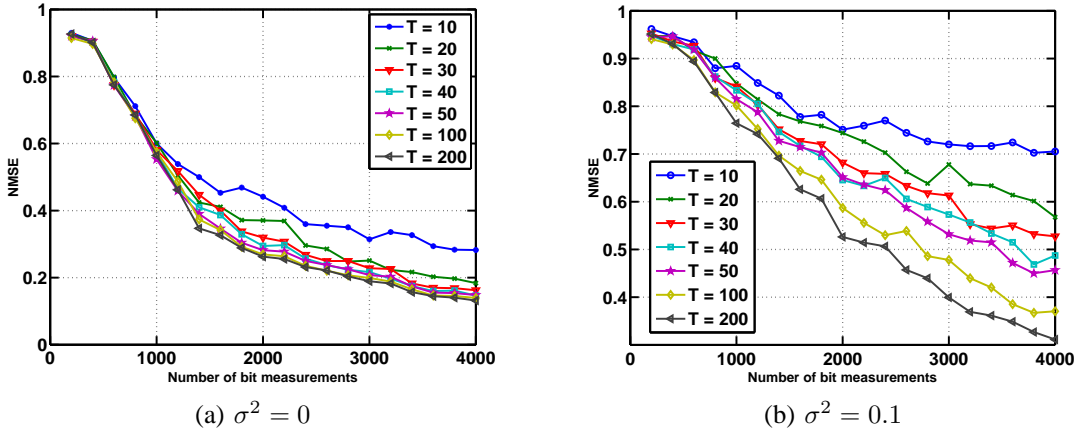 1
0.8
0.6
0.4
0.2
0
NMSE
0 1000 2000 3000 4000
Number of bit measurements
T = 10
T = 20
T = 30
T = 40
T = 50
T = 100
T = 200
(a) σ² = 0
1
0.9
0.8
0.7
0.6
0.5
0.4
NMSE
0 1000 2000 3000 4000
Number of bit measurements
T = 10
T = 20
T = 30
T = 40
T = 50
T = 100
T = 200
(b) σ² = 0.1